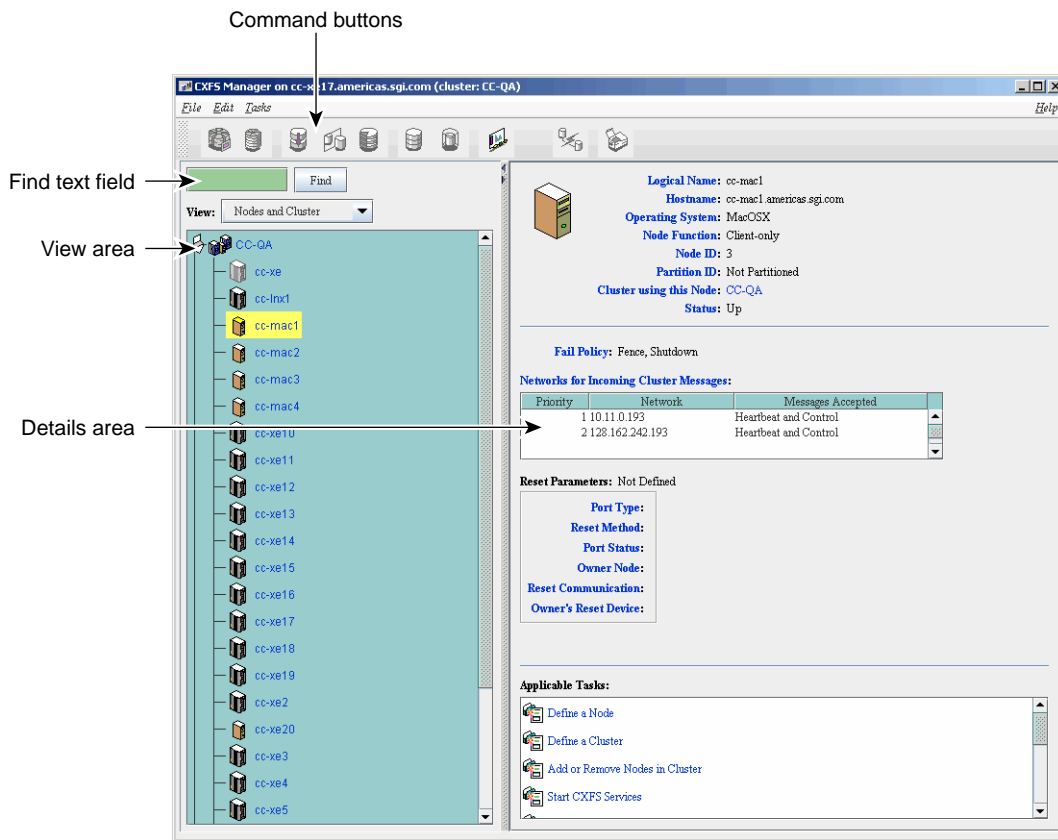 Command buttons
CXFS Manager on cc-xe17.americas.sgi.com (cluster: CC-QA)
File Edit Tasks Help
Find text field
Find
View: Nodes and Cluster
View area
CC-QA
cc-xe
cc-lnx1
cc-mac1
cc-mac2
cc-mac3
cc-mac4
cc-xe10
cc-xe11
cc-xe12
cc-xe13
cc-xe14
cc-xe15
cc-xe16
cc-xe17
cc-xe18
cc-xe19
cc-xe2
cc-xe20
cc-xe3
cc-xe4
cc-xe5
Details area
Logical Name: cc-mac1
Hostname: cc-mac1.americas.sgi.com
Operating System: MacOSX
Node Function: Client-only
Node ID: 3
Partition ID: Not Partitioned
Cluster using this Node: CC-QA
Status: Up
Fail Policy: Fence, Shutdown
Networks for Incoming Cluster Messages:
Priority Network Messages Accepted
1 10.11.0.193 Heartbeat and Control
2 128.162.242.193 Heartbeat and Control
Reset Parameters: Not Defined
Port Type:
Reset Method:
Port Status:
Owner Node:
Reset Communication:
Owner's Reset Device:
Applicable Tasks:
Define a Node
Define a Cluster
Add or Remove Nodes in Cluster
Start CXFS Services